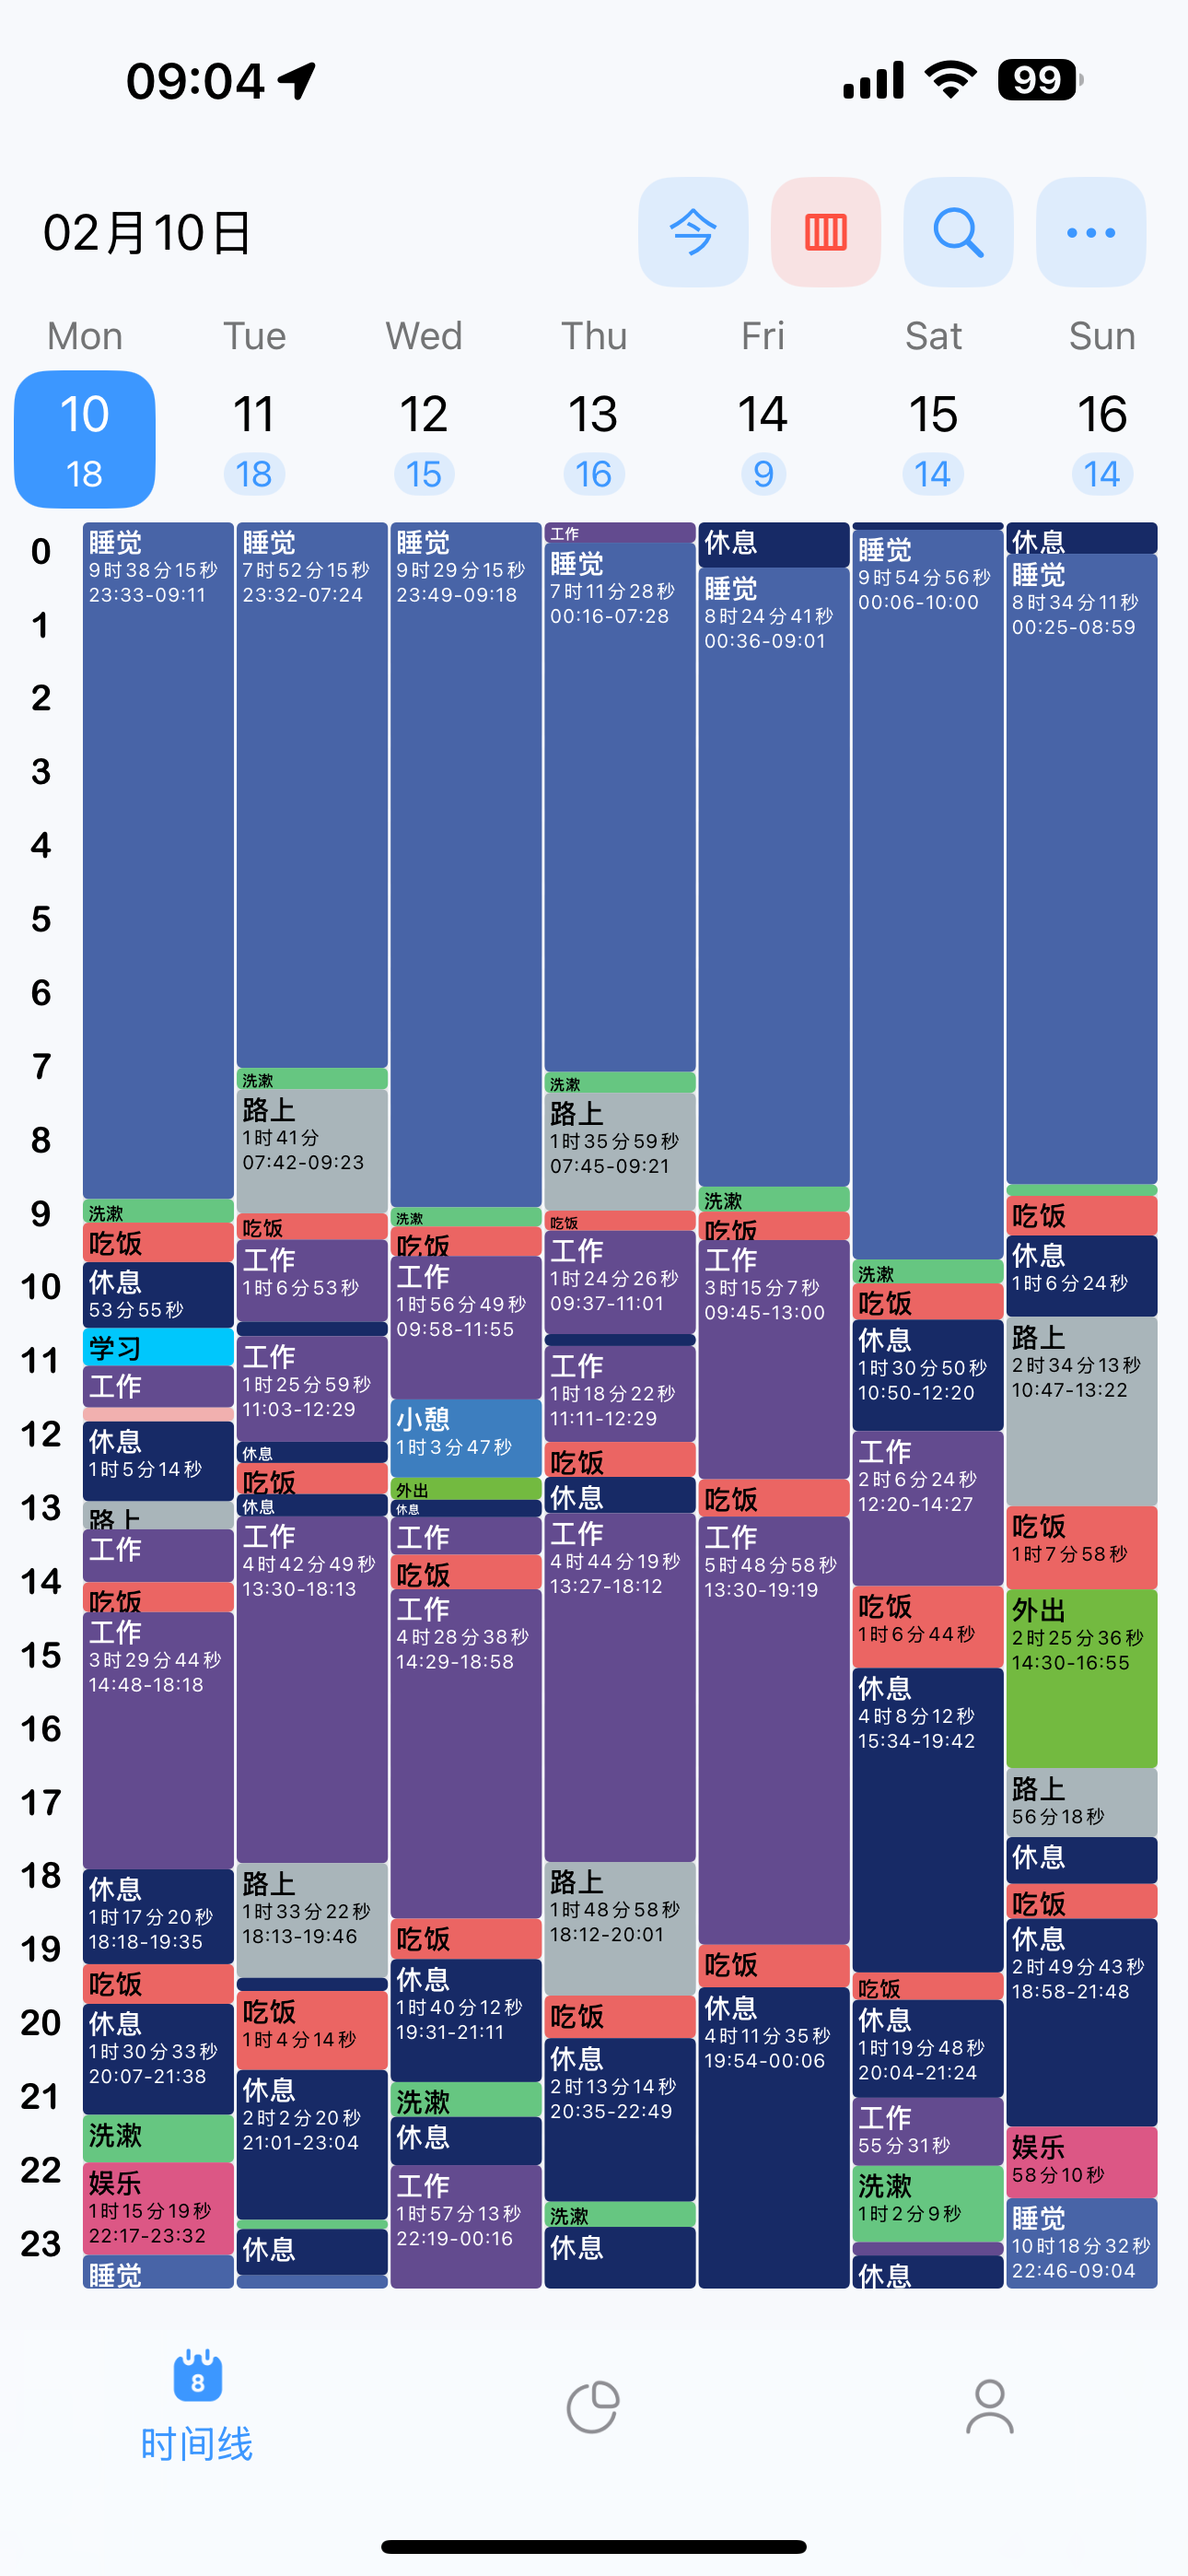 09:04
99
02月10日
今
Mon Tue Wed Thu Fri Sat Sun
10 11 12 13 14 15 16
18 18 15 16 9 14 14
0
1
2
3
4
5
6
7
8
9
10
11
12
13
14
15
16
17
18
19
20
21
22
23
睡觉
9时38分15秒
23:33-09:11
洗漱
吃饭
休息
53分55秒
学习
工作
休息
1时5分14秒
路上
工作
吃饭
工作
3时29分44秒
14:48-18:18
休息
1时17分20秒
18:18-19:35
吃饭
休息
1时30分33秒
20:07-21:38
洗漱
娱乐
1时15分19秒
22:17-23:32
睡觉
睡觉
7时52分15秒
23:32-07:24
洗漱
路上
1时41分
07:42-09:23
吃饭
工作
1时6分53秒
工作
1时25分59秒
11:03-12:29
休息
吃饭
休息
工作
4时42分49秒
13:30-18:13
路上
1时33分22秒
18:13-19:46
吃饭
1时4分14秒
休息
2时2分20秒
21:01-23:04
休息
睡觉
9时29分15秒
23:49-09:18
洗漱
吃饭
工作
1时56分49秒
09:58-11:55
小憩
1时3分47秒
外出
休息
工作
吃饭
工作
4时28分38秒
14:29-18:58
吃饭
休息
1时40分12秒
19:31-21:11
洗漱
休息
工作
1时57分13秒
22:19-00:16
工作
睡觉
7时11分28秒
00:16-07:28
洗漱
路上
1时35分59秒
07:45-09:21
吃饭
工作
1时24分26秒
09:37-11:01
工作
1时18分22秒
11:11-12:29
吃饭
休息
工作
4时44分19秒
13:27-18:12
路上
1时48分58秒
18:12-20:01
吃饭
休息
2时13分14秒
20:35-22:49
洗漱
休息
休息
睡觉
8时24分41秒
00:36-09:01
洗漱
吃饭
工作
3时15分7秒
09:45-13:00
吃饭
工作
5时48分58秒
13:30-19:19
吃饭
休息
4时11分35秒
19:54-00:06
睡觉
9时54分56秒
00:06-10:00
洗漱
吃饭
休息
1时30分50秒
10:50-12:20
工作
2时6分24秒
12:20-14:27
吃饭
1时6分44秒
休息
4时8分12秒
15:34-19:42
吃饭
休息
1时19分48秒
20:04-21:24
工作
55分31秒
洗漱
1时2分9秒
休息
休息
睡觉
8时34分11秒
00:25-08:59
吃饭
休息
1时6分24秒
路上
2时34分13秒
10:47-13:22
吃饭
1时7分58秒
外出
2时25分36秒
14:30-16:55
路上
56分18秒
休息
吃饭
休息
2时49分43秒
18:58-21:48
娱乐
58分10秒
睡觉
10时18分32秒
22:46-09:04
8
时间线